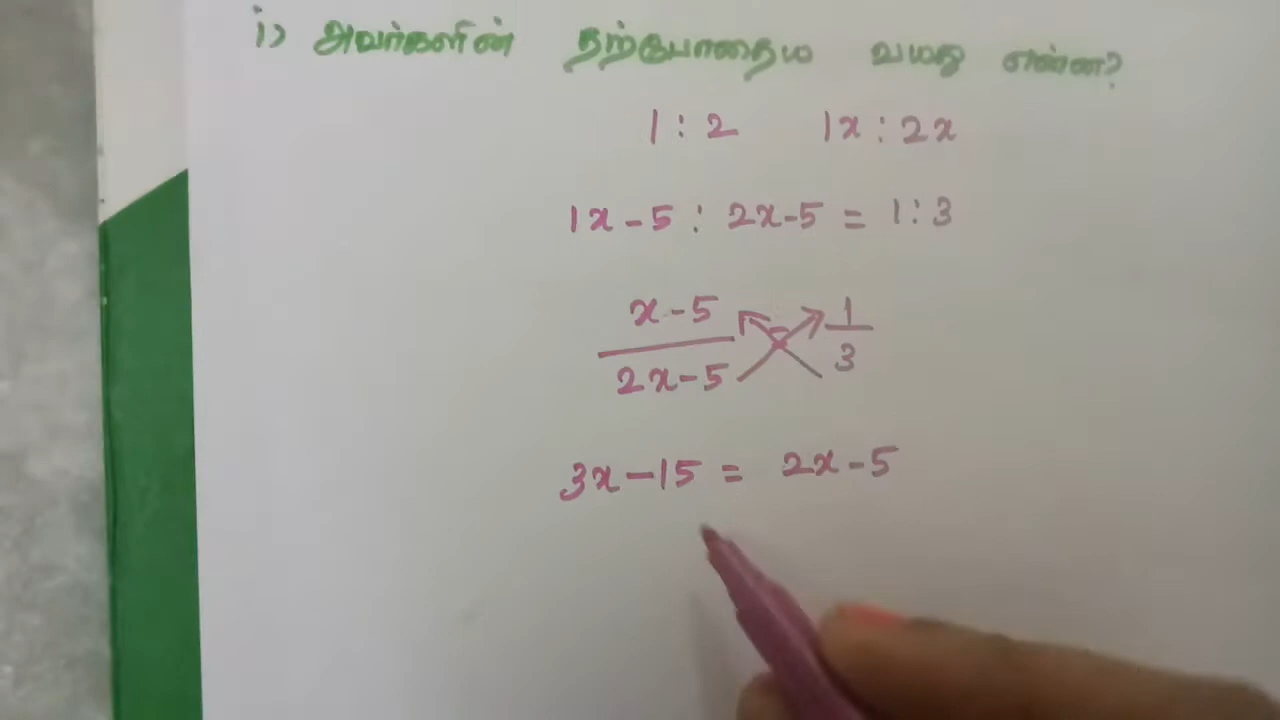 i) அவர்களின் தற்போதைய வயது என்ன?
1 : 2 1x : 2x
1x - 5 : 2x - 5 = 1 : 3
x - 5 / 2x - 5 = 1 / 3
3x - 15 = 2x - 5